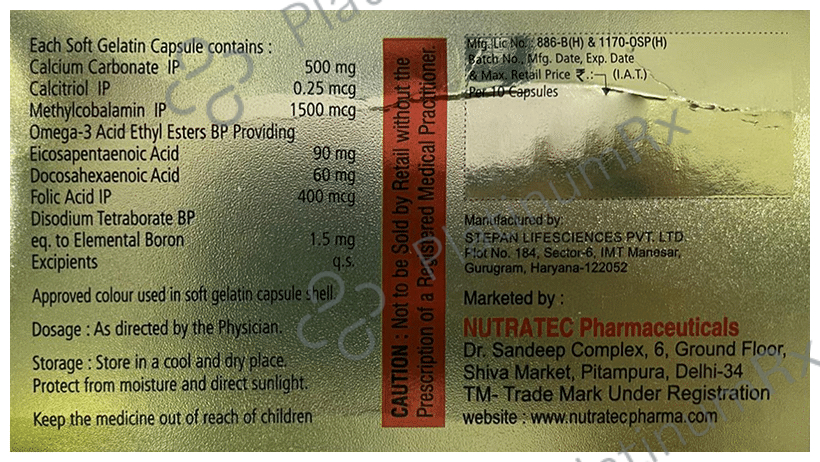 Each Soft Gelatin Capsule contains :
Calcium Carbonate IP 500 mg
Calcitriol IP 0.25 mcg
Methylcobalamin IP 1500 mcg
Omega-3 Acid Ethyl Esters BP Providing
Eicosapentaenoic Acid 90 mg
Docosahexaenoic Acid 60 mg
Folic Acid IP 400 mcg
Disodium Tetraborate BP
eq. to Elemental Boron 1.5 mg
Excipients q.s.
Approved colour used in soft gelatin capsule shell.
Dosage : As directed by the Physician.
Storage : Store in a cool and dry place.
Protect from moisture and direct sunlight.
Keep the medicine out of reach of children
CAUTION : Not to be Sold by Retail without the
Prescription of a Registered Medical Practitioner.
Mfg. Lic No. : 886-B(H) & 1170-OSP(H)
Batch No., Mfg. Date, Exp. Date
& Max. Retail Price ₹.: (I.A.T.)
Per 10 Capsules
Manufactured by:
STEPAN LIFESCIENCES PVT. LTD.
Plot No. 184, Sector-6, IMT Manesar,
Gurugram, Haryana-122052
Marketed by :
NUTRATEC Pharmaceuticals
Dr. Sandeep Complex, 6, Ground Floor,
Shiva Market, Pitampura, Delhi-34
TM- Trade Mark Under Registration
website : www.nutratecpharma.com
PlatinumRx